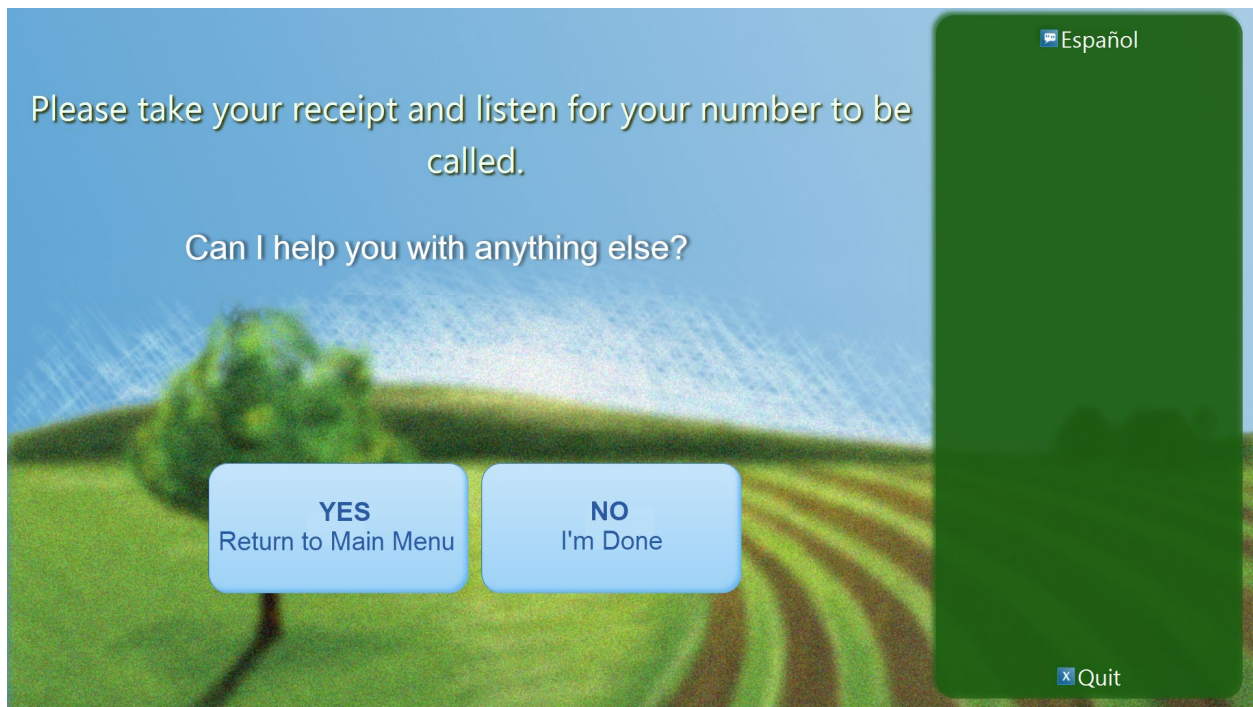 Español
Please take your receipt and listen for your number to be
called.
Can I help you with anything else?
YES
Return to Main Menu
NO
I'm Done
Quit